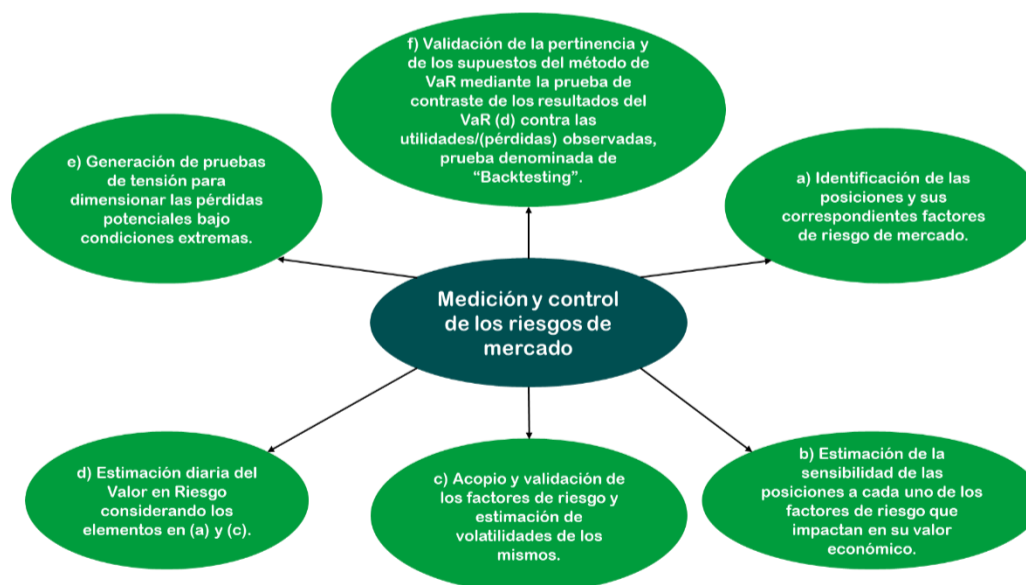 f) Validación de la pertinencia y
de los supuestos del método de
VaR mediante la prueba de
contraste de los resultados del
VaR (d) contra las
utilidades/(pérdidas) observadas,
prueba denominada de
“Backtesting”.
e) Generación de pruebas
de tensión para
dimensionar las pérdidas
potenciales bajo
condiciones extremas.
a) Identificación de las
posiciones y sus
correspondientes factores
de riesgo de mercado.
Medición y control
de los riesgos de
mercado
d) Estimación diaria del
Valor en Riesgo
considerando los
elementos en (a) y (c).
c) Acopio y validación de
los factores de riesgo y
estimación de
volatilidades de los
mismos.
b) Estimación de la
sensibilidad de las
posiciones a cada uno de los
factores de riesgo que
impactan en su valor
económico.